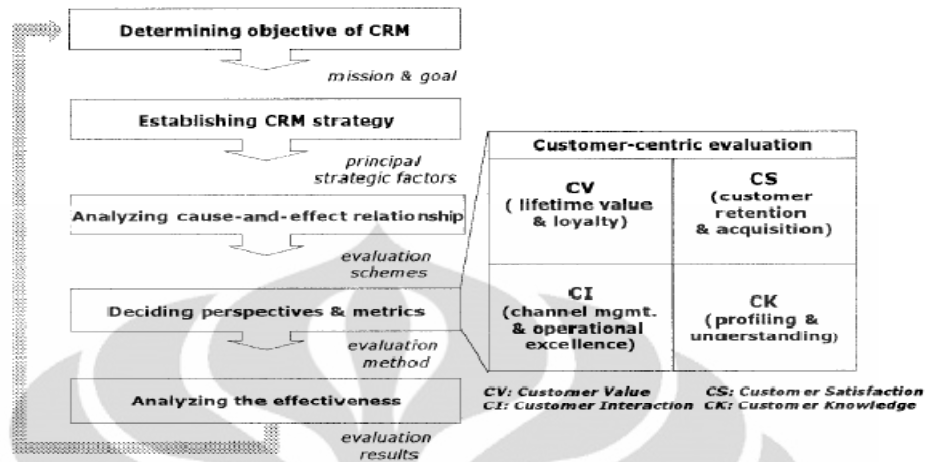 Determining objective of CRM
mission & goal
Establishing CRM strategy
principal
strategic factors
Analyzing cause-and-effect relationship
evaluation
schemes
Deciding perspectives & metrics
evaluation
method
Analyzing the effectiveness
evaluation
results
Customer-centric evaluation
CV
( lifetime value
& loyalty)
CS
(customer
retention
& acquisition)
CI
(channel mgmt.
& operational
excellence)
CK
(profiling &
understanding)
CV: Customer Value CS: Customer Satisfaction
CI: Customer Interaction CK: Customer Knowledge